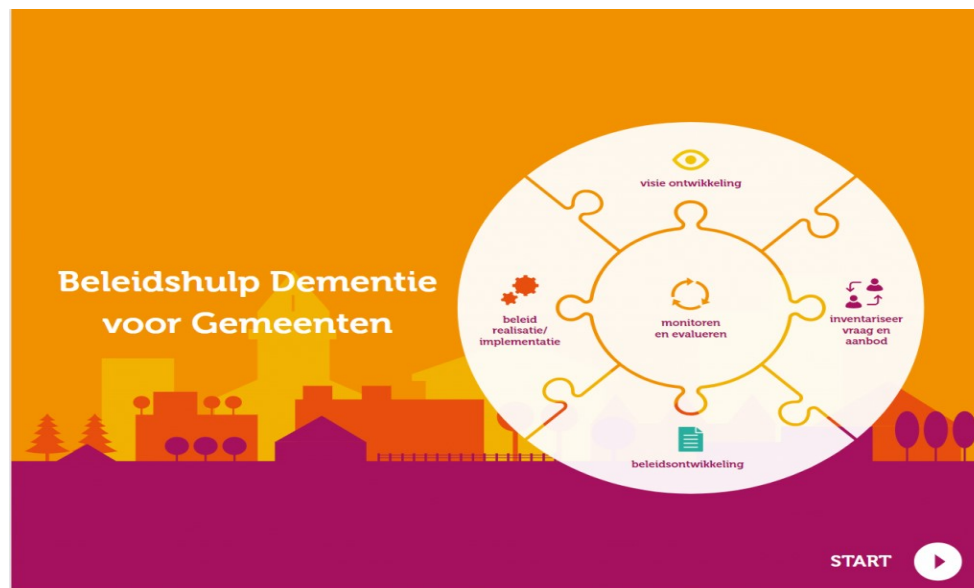 Beleidshulp Dementie
voor Gemeenten
visie ontwikkeling
beleid
realisatie/
implementatie
monitoren
en evalueren
inventariseer
vraag en
aanbod
beleidsontwikkeling
START